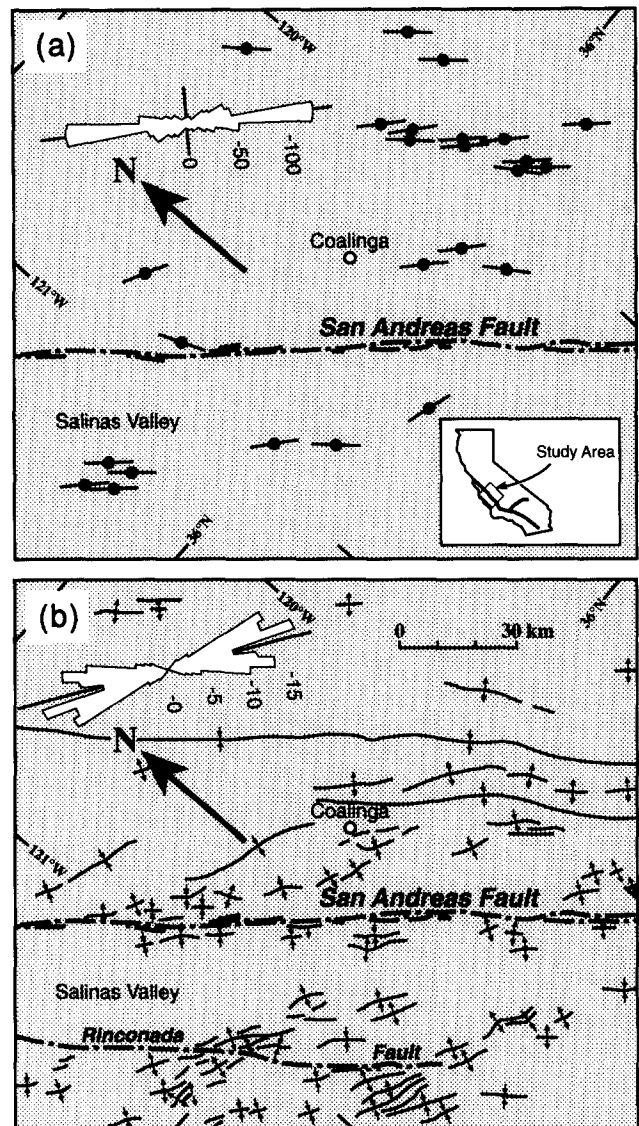 (a)
120°W
36°N
0
-50
-100
N
Coalinga
121°W
San Andreas Fault
Salinas Valley
Study Area
36°N
(b)
120°W
36°N
0 30 km
-0
-5
-10
-15
N
Coalinga
121°W
San Andreas Fault
Salinas Valley
Rinconada
Fault